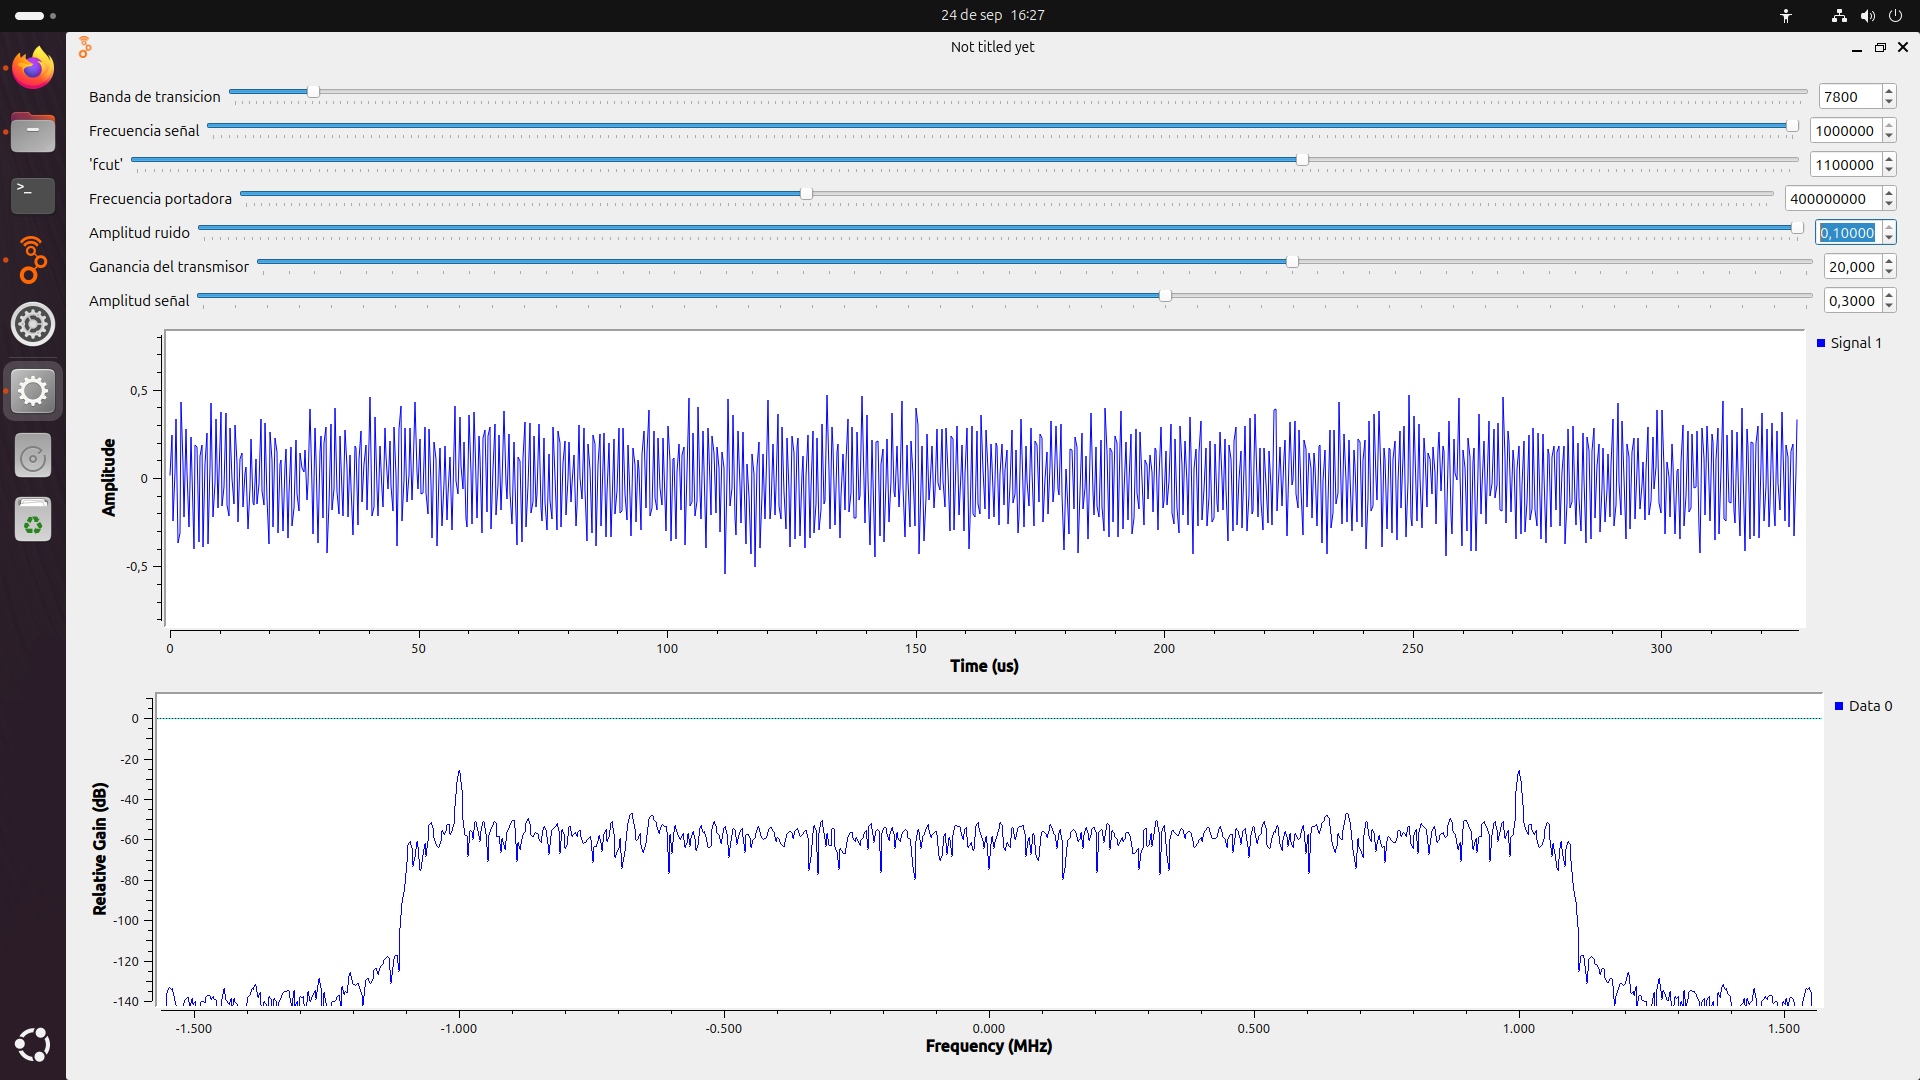 24 de sep 16:27
Not titled yet
Banda de transicion 7800
Frecuencia señal 1000000
'fcut' 1100000
Frecuencia portadora 400000000
Amplitud ruido 0,10000
Ganancia del transmisor 20,000
Amplitud señal 0,3000
Signal 1
Amplitude
0,5
0
-0,5
0 50 100 150 200 250 300
Time (us)
Data 0
Relative Gain (dB)
0
-20
-40
-60
-80
-100
-120
-140
-1.500 -1.000 -0.500 0.000 0.500 1.000 1.500
Frequency (MHz)
>_